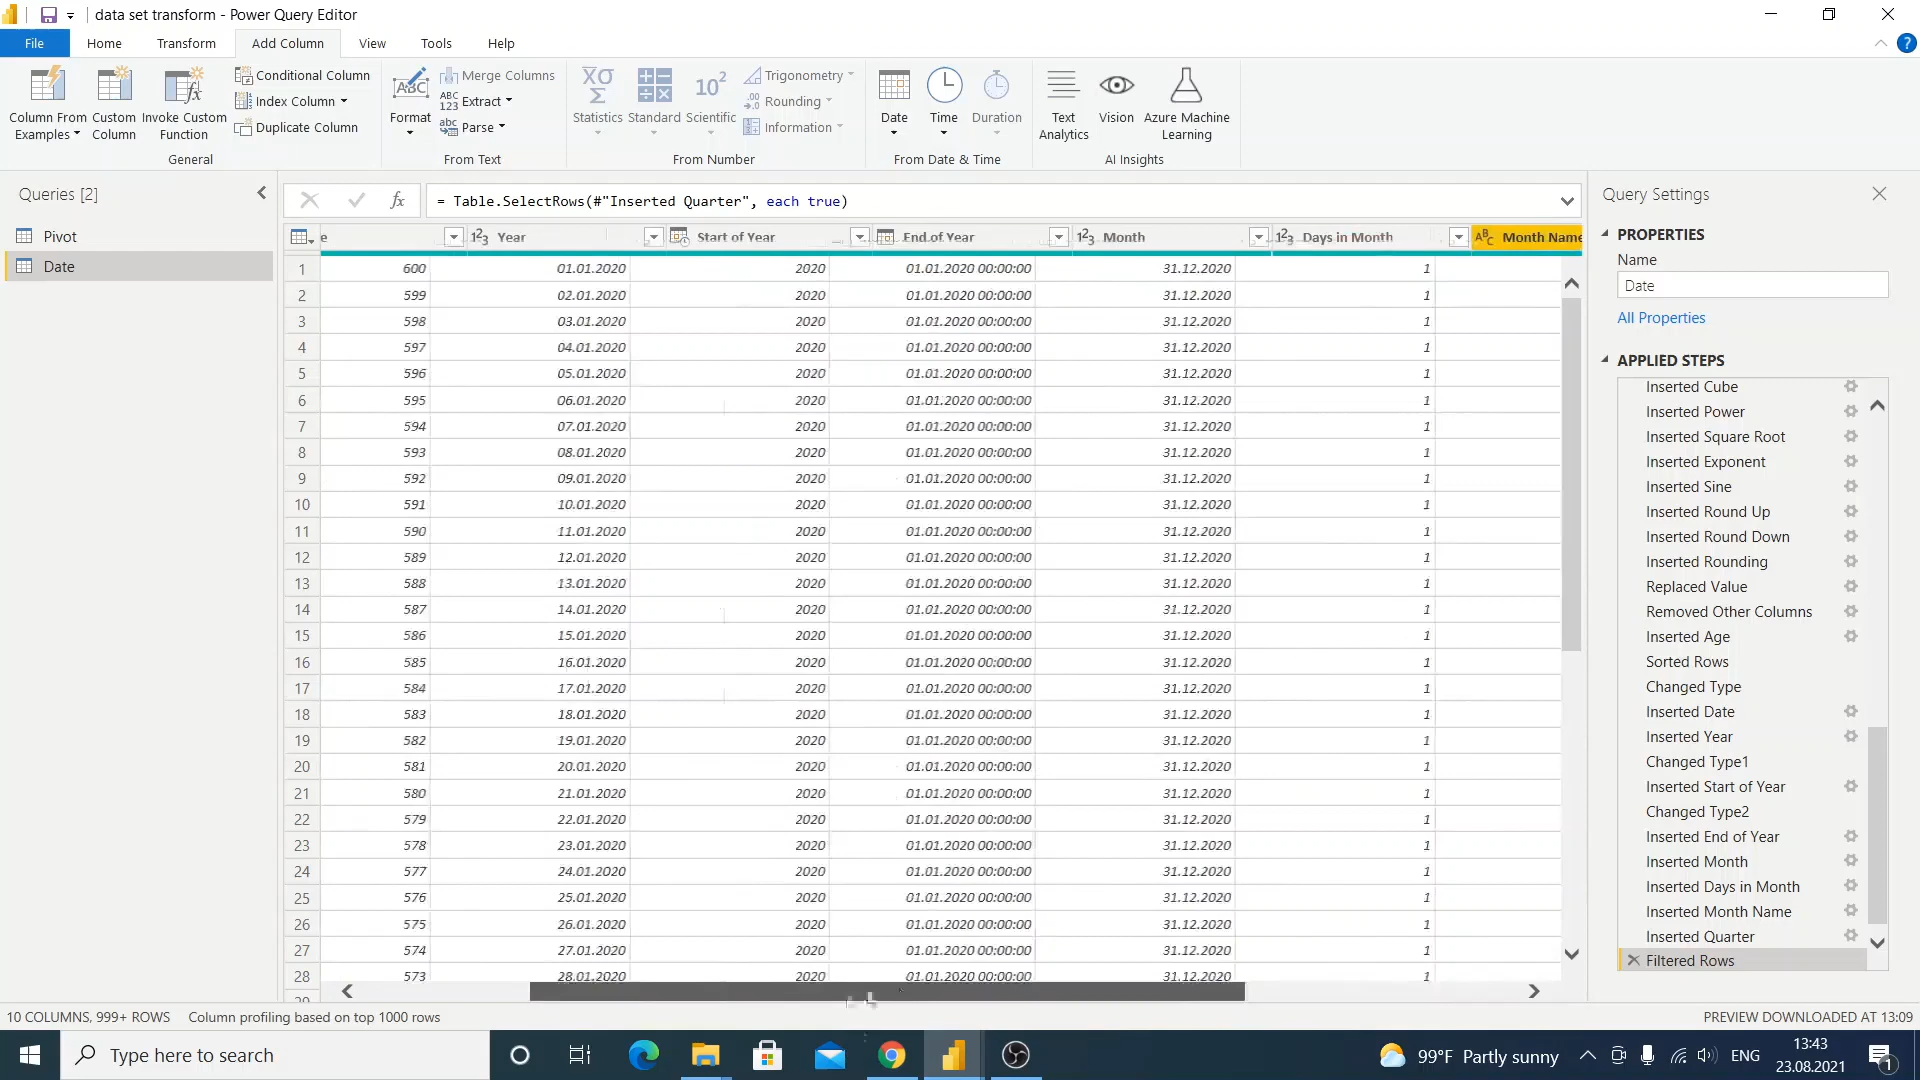 data set transform - Power Query Editor
File Home Transform Add Column View Tools Help
Column From Examples
Custom Column
Invoke Custom Function
Conditional Column
Index Column
Duplicate Column
General
Format
Merge Columns
Extract
Parse
From Text
Statistics
Standard
Scientific
Trigonometry
Rounding
Information
From Number
Date
Time
Duration
From Date & Time
Text Analytics
Vision
Azure Machine Learning
AI Insights
Queries [2]
Pivot
Date
fx = Table.SelectRows(#"Inserted Quarter", each true)
e Year Start of Year End of Year Month Days in Month Month Name
1 600 01.01.2020 2020 01.01.2020 00:00:00 31.12.2020 1
2 599 02.01.2020 2020 01.01.2020 00:00:00 31.12.2020 1
3 598 03.01.2020 2020 01.01.2020 00:00:00 31.12.2020 1
4 597 04.01.2020 2020 01.01.2020 00:00:00 31.12.2020 1
5 596 05.01.2020 2020 01.01.2020 00:00:00 31.12.2020 1
6 595 06.01.2020 2020 01.01.2020 00:00:00 31.12.2020 1
7 594 07.01.2020 2020 01.01.2020 00:00:00 31.12.2020 1
8 593 08.01.2020 2020 01.01.2020 00:00:00 31.12.2020 1
9 592 09.01.2020 2020 01.01.2020 00:00:00 31.12.2020 1
10 591 10.01.2020 2020 01.01.2020 00:00:00 31.12.2020 1
11 590 11.01.2020 2020 01.01.2020 00:00:00 31.12.2020 1
12 589 12.01.2020 2020 01.01.2020 00:00:00 31.12.2020 1
13 588 13.01.2020 2020 01.01.2020 00:00:00 31.12.2020 1
14 587 14.01.2020 2020 01.01.2020 00:00:00 31.12.2020 1
15 586 15.01.2020 2020 01.01.2020 00:00:00 31.12.2020 1
16 585 16.01.2020 2020 01.01.2020 00:00:00 31.12.2020 1
17 584 17.01.2020 2020 01.01.2020 00:00:00 31.12.2020 1
18 583 18.01.2020 2020 01.01.2020 00:00:00 31.12.2020 1
19 582 19.01.2020 2020 01.01.2020 00:00:00 31.12.2020 1
20 581 20.01.2020 2020 01.01.2020 00:00:00 31.12.2020 1
21 580 21.01.2020 2020 01.01.2020 00:00:00 31.12.2020 1
22 579 22.01.2020 2020 01.01.2020 00:00:00 31.12.2020 1
23 578 23.01.2020 2020 01.01.2020 00:00:00 31.12.2020 1
24 577 24.01.2020 2020 01.01.2020 00:00:00 31.12.2020 1
25 576 25.01.2020 2020 01.01.2020 00:00:00 31.12.2020 1
26 575 26.01.2020 2020 01.01.2020 00:00:00 31.12.2020 1
27 574 27.01.2020 2020 01.01.2020 00:00:00 31.12.2020 1
28 573 28.01.2020 2020 01.01.2020 00:00:00 31.12.2020 1
Query Settings
PROPERTIES
Name
Date
All Properties
APPLIED STEPS
Inserted Cube
Inserted Power
Inserted Square Root
Inserted Exponent
Inserted Sine
Inserted Round Up
Inserted Round Down
Inserted Rounding
Replaced Value
Removed Other Columns
Inserted Age
Sorted Rows
Changed Type
Inserted Date
Inserted Year
Changed Type1
Inserted Start of Year
Changed Type2
Inserted End of Year
Inserted Month
Inserted Days in Month
Inserted Month Name
Inserted Quarter
Filtered Rows
10 COLUMNS, 999+ ROWS Column profiling based on top 1000 rows
PREVIEW DOWNLOADED AT 13:09
Type here to search
99°F Partly sunny
ENG
13:43
23.08.2021
1